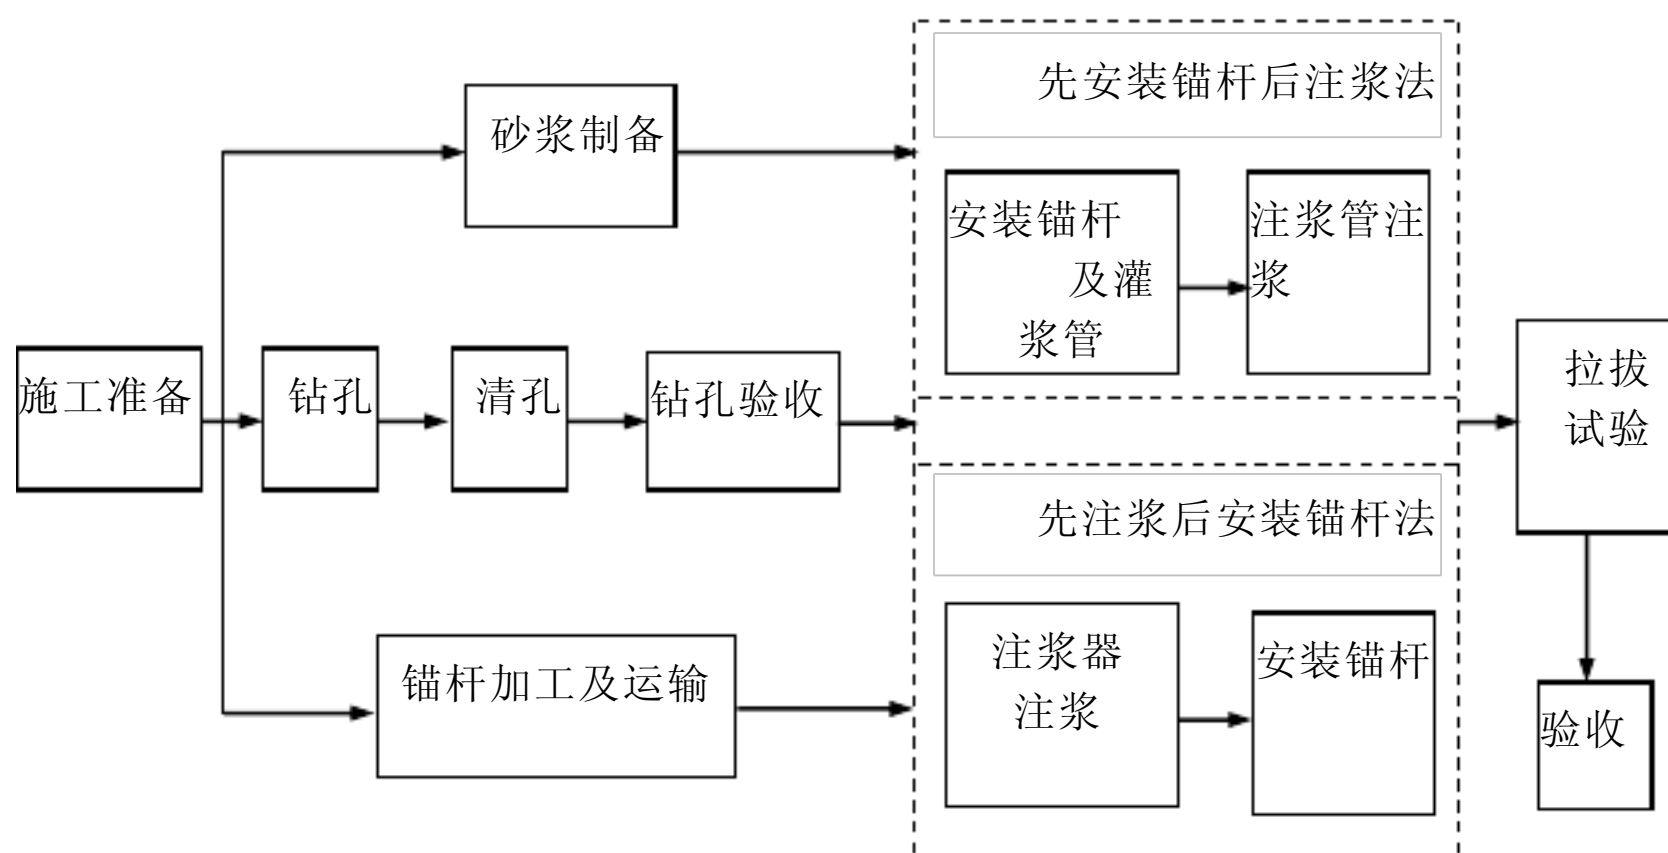 先安装锚杆后注浆法
砂浆制备
安装锚杆
及灌
浆管
注浆管注
浆
施工准备
钻孔
清孔
钻孔验收
拉拔
试验
先注浆后安装锚杆法
锚杆加工及运输
注浆器
注浆
安装锚杆
验收